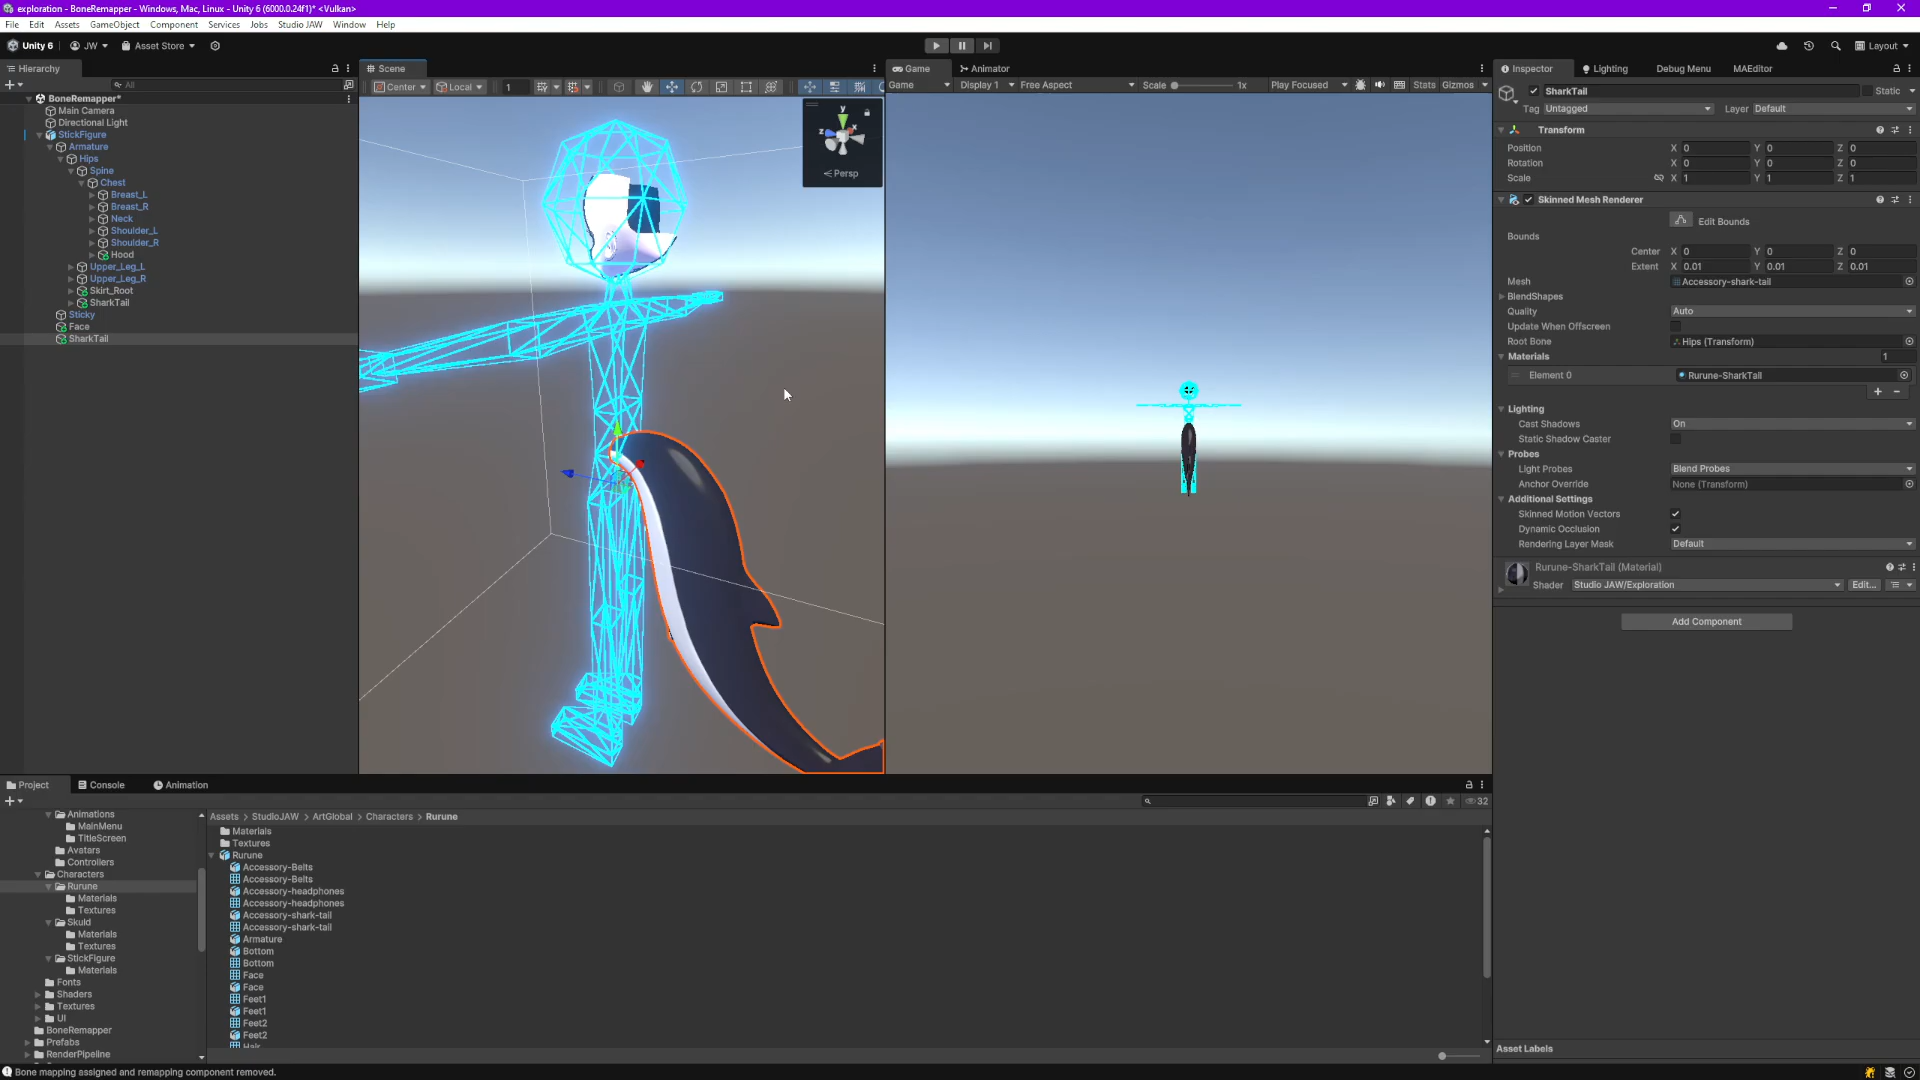 exploration - BoneRemapper - Windows, Mac, Linux - Unity 6 (6000.0.24f1)* <Vulkan>
File Edit Assets GameObject Component Services Jobs Studio JAW Window Help
Unity 6 JW Asset Store Layout
Hierarchy
All
BoneRemapper*
Main Camera
Directional Light
StickFigure
Armature
Hips
Spine
Chest
Breast_L
Breast_R
Neck
Shoulder_L
Shoulder_R
Hood
Upper_Leg_L
Upper_Leg_R
Skirt_Root
SharkTail
Sticky
Face
SharkTail
Scene
Center Local 1
y
x
z
Persp
Game Animator
Game Display 1 Free Aspect Scale 1x Play Focused Stats Gizmos
Inspector Lighting Debug Menu MAEditor
SharkTail Static
Tag Untagged Layer Default
Transform
Position X 0 Y 0 Z 0
Rotation X 0 Y 0 Z 0
Scale X 1 Y 1 Z 1
Skinned Mesh Renderer
Edit Bounds
Bounds
Center X 0 Y 0 Z 0
Extent X 0.01 Y 0.01 Z 0.01
Mesh Accessory-shark-tail
BlendShapes
Quality Auto
Update When Offscreen
Root Bone Hips (Transform)
Materials 1
Element 0 Rurune-SharkTail
+ -
Lighting
Cast Shadows On
Static Shadow Caster
Probes
Light Probes Blend Probes
Anchor Override None (Transform)
Additional Settings
Skinned Motion Vectors
Dynamic Occlusion
Rendering Layer Mask Default
Rurune-SharkTail (Material)
Shader Studio JAW/Exploration Edit...
Add Component
Asset Labels
Project Console Animation
32
Animations
MainMenu
TitleScreen
Avatars
Controllers
Characters
Rurune
Materials
Textures
Skuld
Materials
Textures
StickFigure
Materials
Fonts
Shaders
Textures
UI
BoneRemapper
Prefabs
RenderPipeline
Assets > StudioJAW > ArtGlobal > Characters > Rurune
Materials
Textures
Rurune
Accessory-Belts
Accessory-Belts
Accessory-headphones
Accessory-headphones
Accessory-shark-tail
Accessory-shark-tail
Armature
Bottom
Bottom
Face
Face
Feet1
Feet1
Feet2
Feet2
Hair
Bone mapping assigned and remapping component removed.